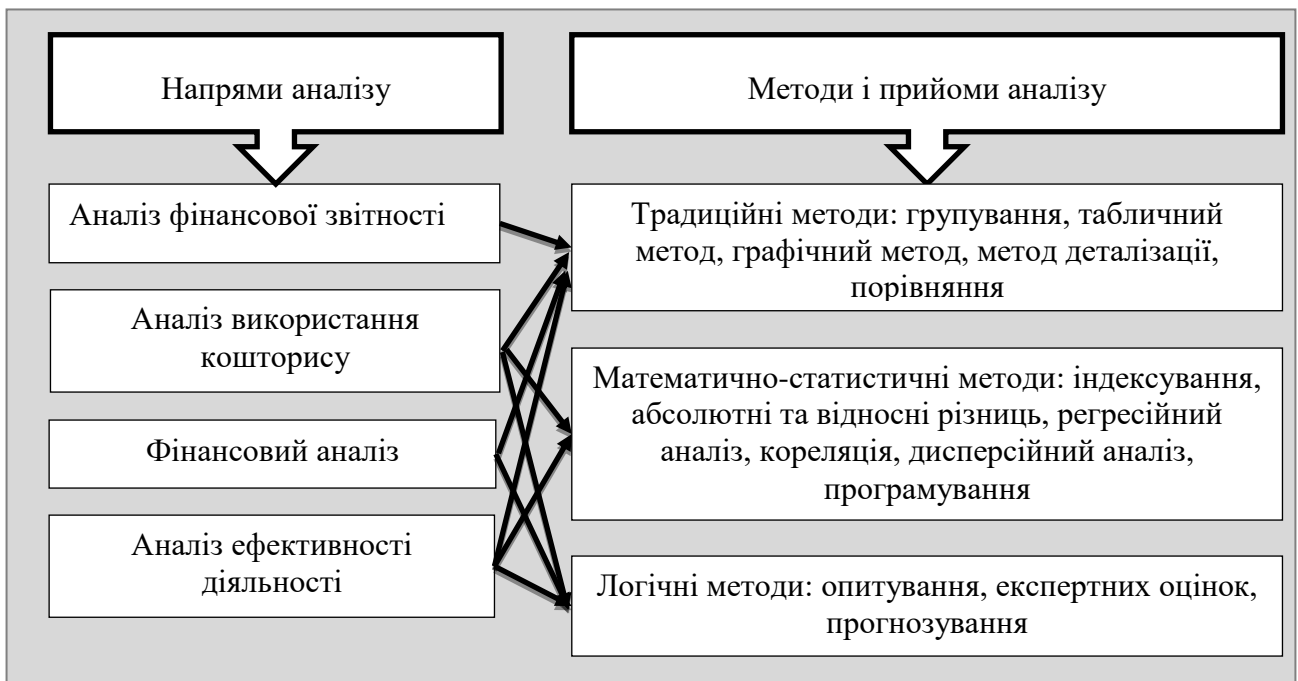 Напрями аналізу
Методи і прийоми аналізу
Аналіз фінансової звітності
Аналіз використання
кошторису
Фінансовий аналіз
Аналіз ефективності
діяльності
Традиційні методи: групування, табличний
метод, графічний метод, метод деталізації,
порівняння
Математично-статистичні методи: індексування,
абсолютні та відносні різниць, регресійний
аналіз, кореляція, дисперсійний аналіз,
програмування
Логічні методи: опитування, експертних оцінок,
прогнозування